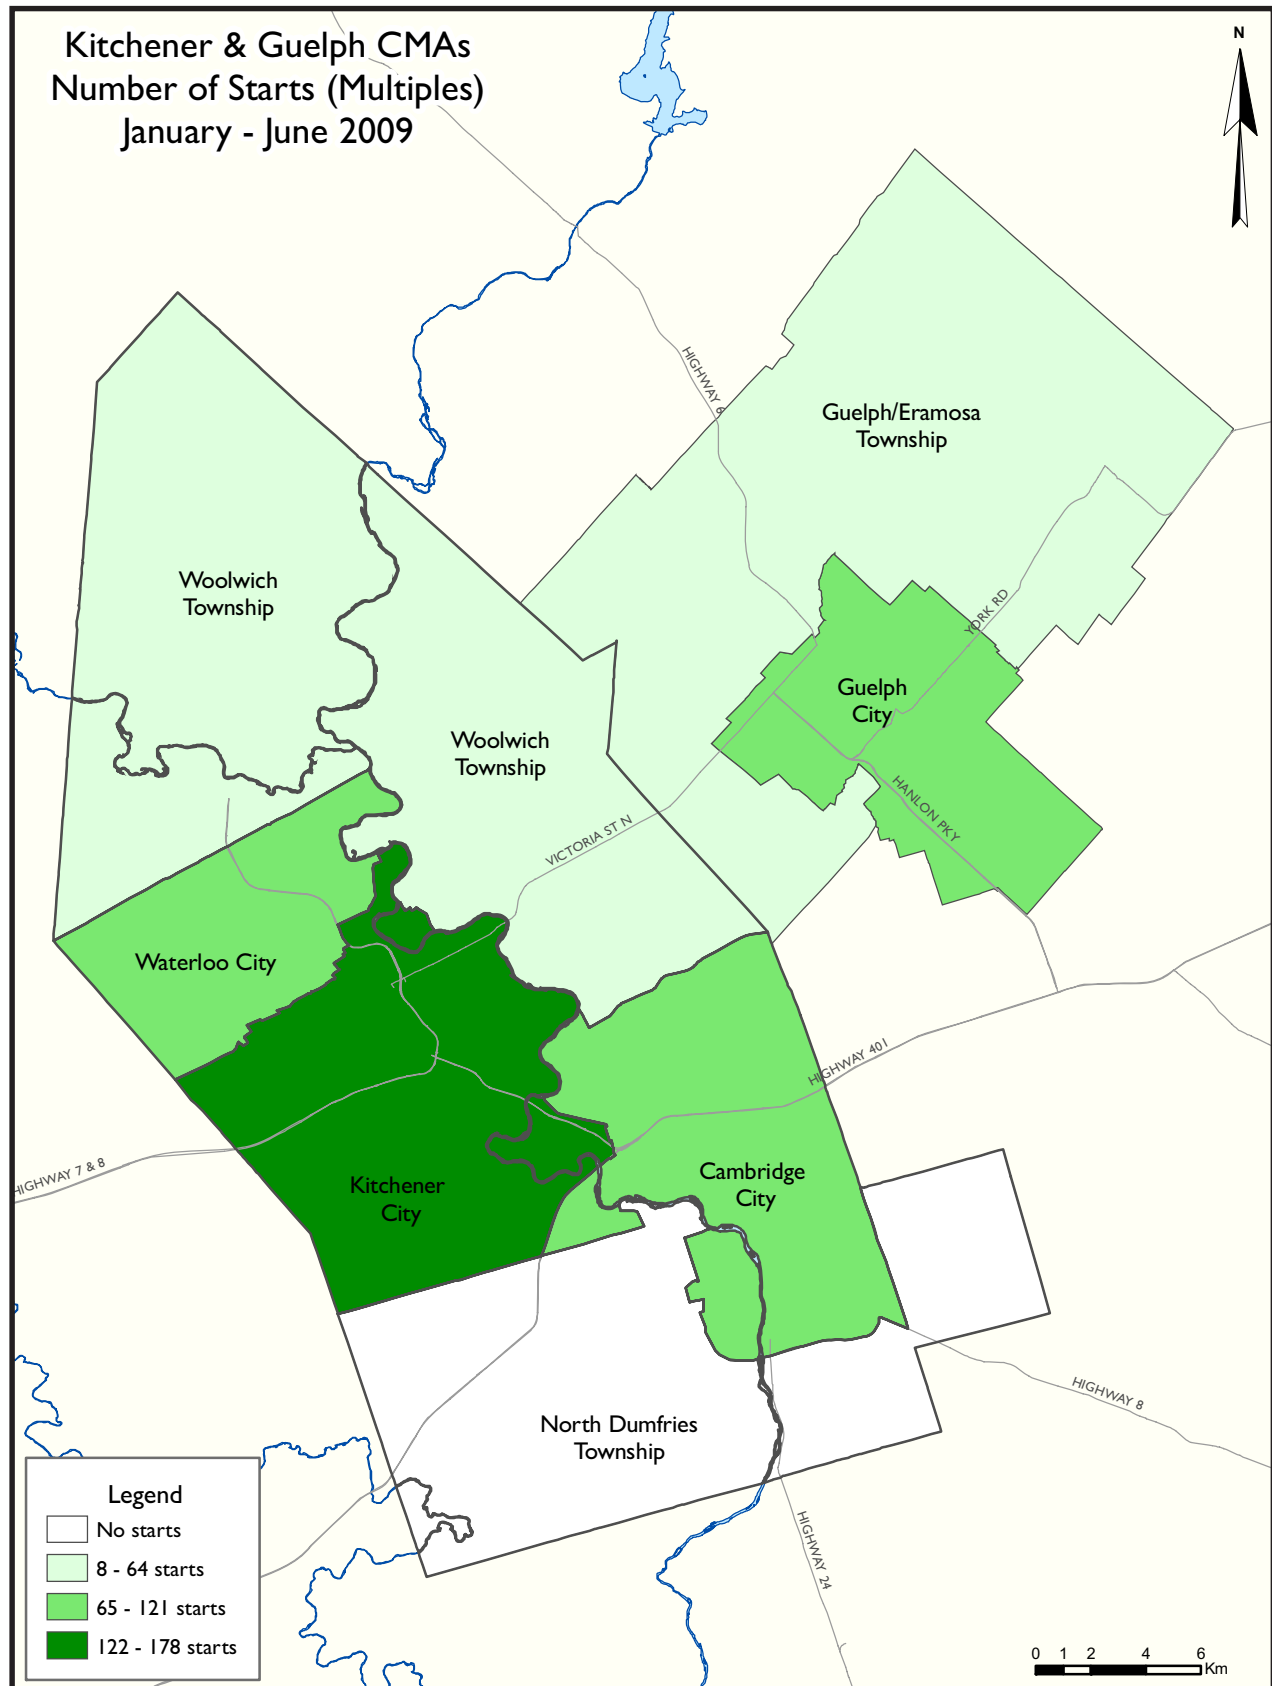 Kitchener & Guelph CMAs
Number of Starts (Multiples)
January - June 2009
N
HIGHWAY 6
Guelph/Eramosa
Township
Woolwich
Township
YORK RD
Guelph
City
Woolwich
Township
HANLON PKY
VICTORIA ST N
Waterloo City
HIGHWAY 401
HIGHWAY 7 & 8
Kitchener
City
Cambridge
City
HIGHWAY 8
North Dumfries
Township
HIGHWAY 24
Legend
No starts
8 - 64 starts
65 - 121 starts
122 - 178 starts
0 1 2 4 6
Km